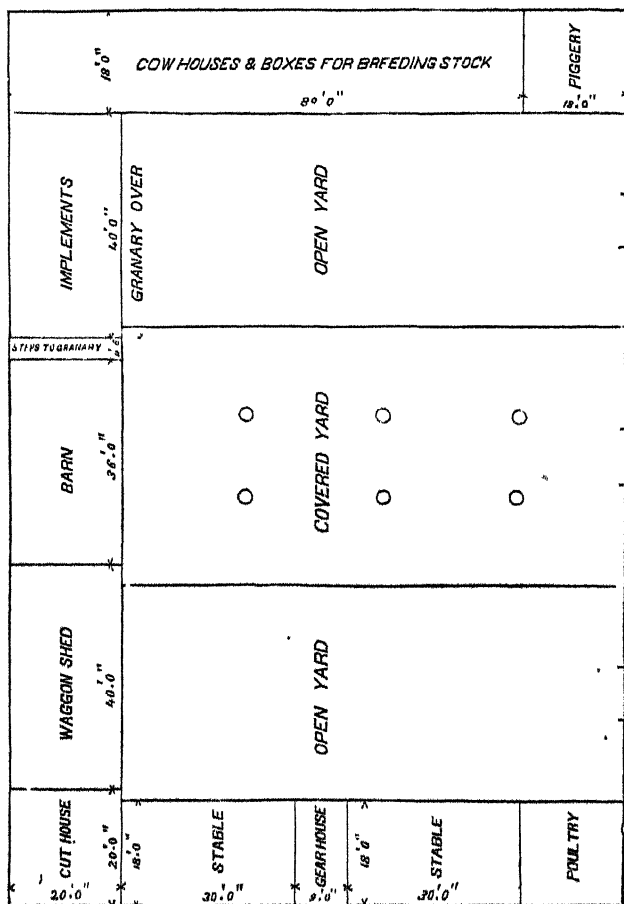 COW HOUSES & BOXES FOR BREEDING STOCK
18'0"
80'0"
PIGGERY
18'.0"
IMPLEMENTS
40'0"
GRANARY OVER
OPEN YARD
STEPS TO GRANARY
BARN
36'.0"
COVERED YARD
WAGGON SHED
40'.0"
OPEN YARD
CUT HOUSE
20'.0"
20'.0"
18'.0"
STABLE
30'.0"
GEAR HOUSE
9'.0"
18'0"
STABLE
30'.0"
POULTRY